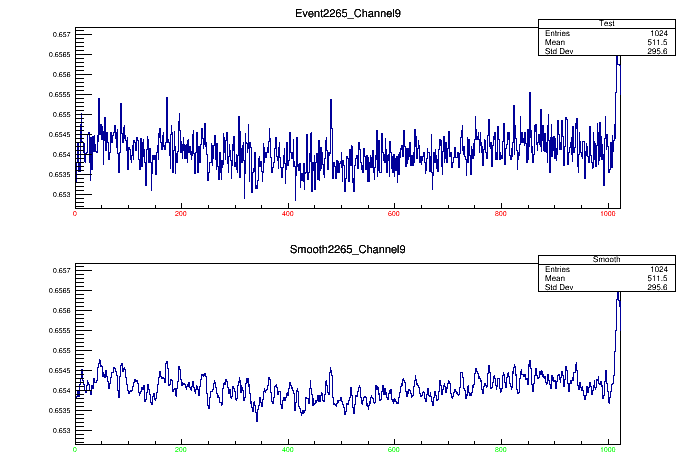 Event2265_Channel9
Test
Entries 1024
Mean 511.5
Std Dev 295.6
0.657
0.6565
0.656
0.6555
0.655
0.6545
0.654
0.6535
0.653
0 200 400 600 800 1000
Smooth2265_Channel9
Smooth
Entries 1024
Mean 511.5
Std Dev 295.6
0.657
0.6565
0.656
0.6555
0.655
0.6545
0.654
0.6535
0.653
0 200 400 600 800 1000